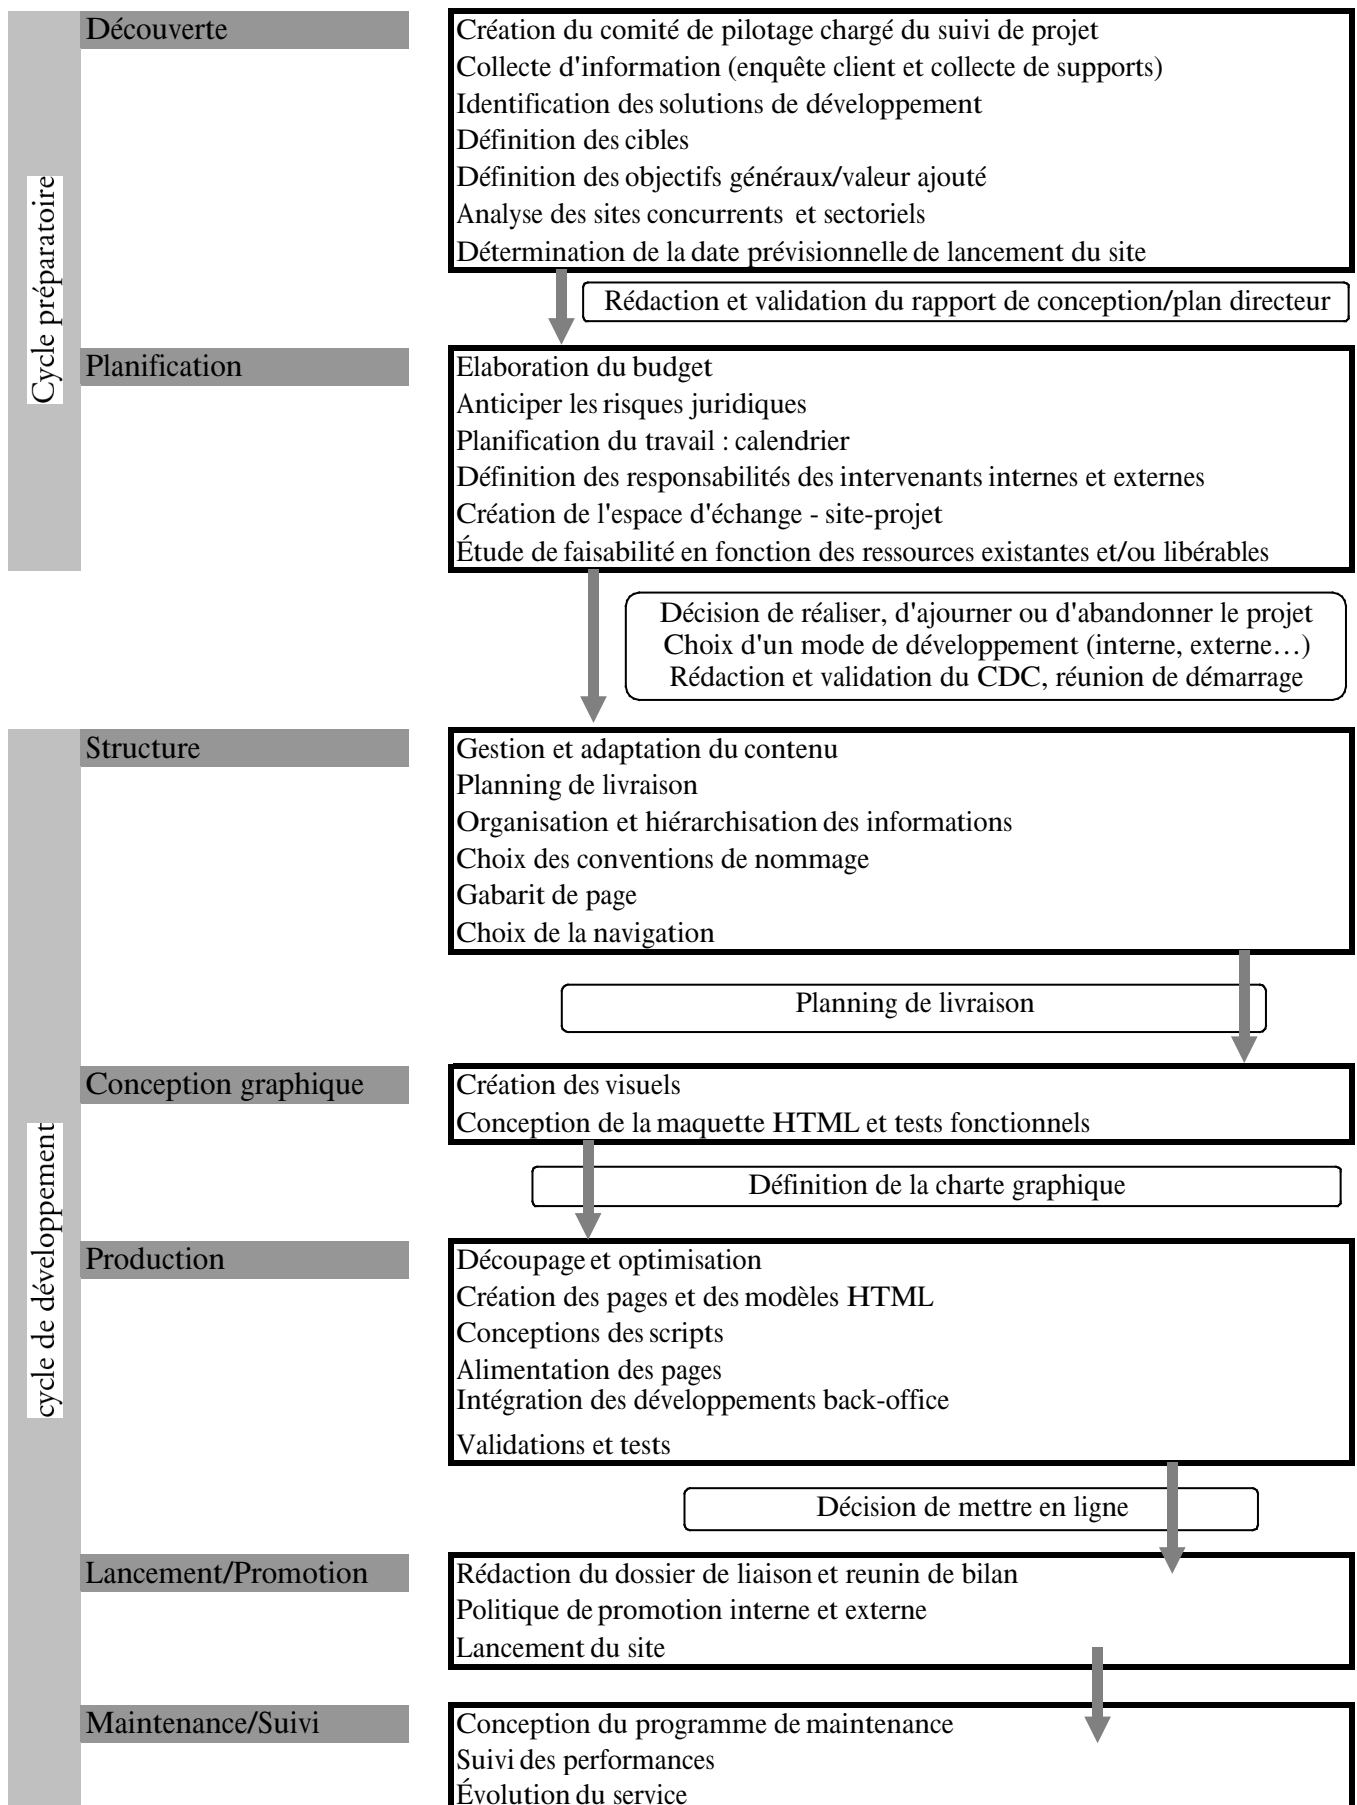 Cycle préparatoire
Découverte
Création du comité de pilotage chargé du suivi de projet
Collecte d'information (enquête client et collecte de supports)
Identification des solutions de développement
Définition des cibles
Définition des objectifs généraux/valeur ajouté
Analyse des sites concurrents et sectoriels
Détermination de la date prévisionnelle de lancement du site
Rédaction et validation du rapport de conception/plan directeur
Planification
Elaboration du budget
Anticiper les risques juridiques
Planification du travail : calendrier
Définition des responsabilités des intervenants internes et externes
Création de l'espace d'échange - site-projet
Étude de faisabilité en fonction des ressources existantes et/ou libérables
Décision de réaliser, d'ajourner ou d'abandonner le projet
Choix d'un mode de développement (interne, externe…)
Rédaction et validation du CDC, réunion de démarrage
cycle de développement
Structure
Gestion et adaptation du contenu
Planning de livraison
Organisation et hiérarchisation des informations
Choix des conventions de nommage
Gabarit de page
Choix de la navigation
Planning de livraison
Conception graphique
Création des visuels
Conception de la maquette HTML et tests fonctionnels
Définition de la charte graphique
Production
Découpage et optimisation
Création des pages et des modèles HTML
Conceptions des scripts
Alimentation des pages
Intégration des développements back-office
Validations et tests
Décision de mettre en ligne
Lancement/Promotion
Rédaction du dossier de liaison et reunin de bilan
Politique de promotion interne et externe
Lancement du site
Maintenance/Suivi
Conception du programme de maintenance
Suivi des performances
Évolution du service